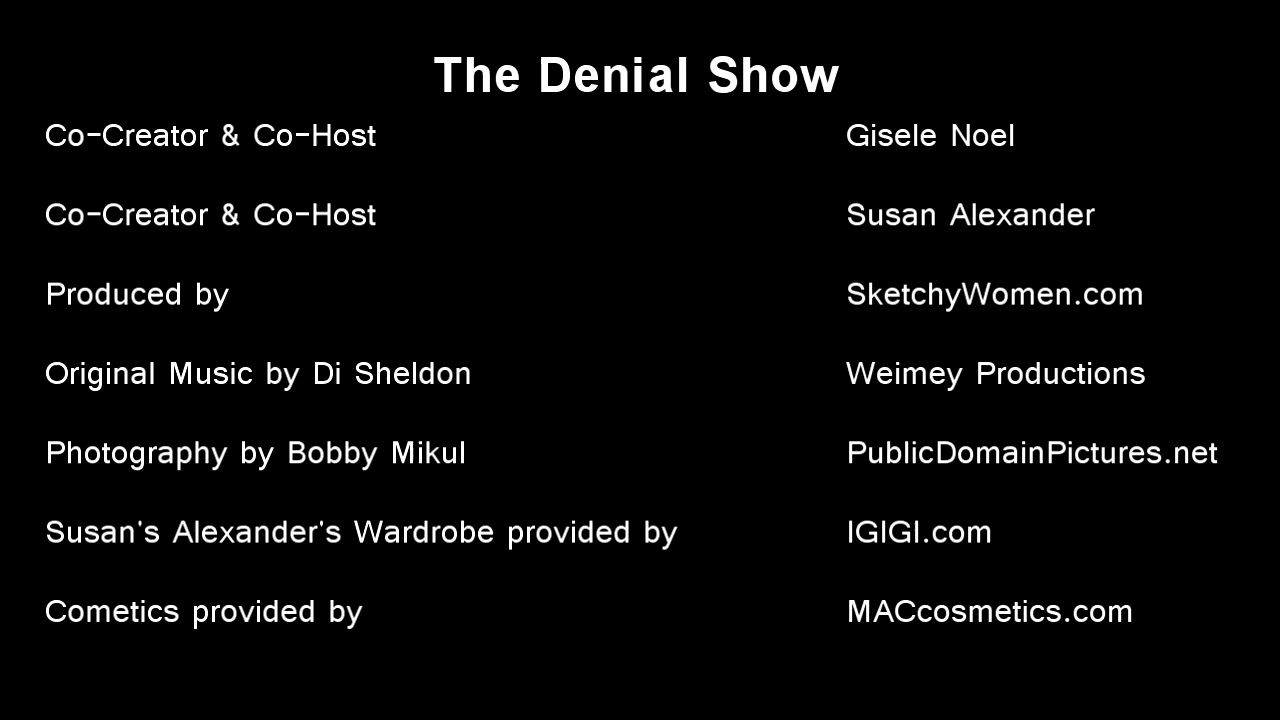 The Denial Show
Co-Creator & Co-Host Gisele Noel
Co-Creator & Co-Host Susan Alexander
Produced by SketchyWomen.com
Original Music by Di Sheldon Weimey Productions
Photography by Bobby Mikul PublicDomainPictures.net
Susan's Alexander's Wardrobe provided by IGIGI.com
Cometics provided by MACcosmetics.com